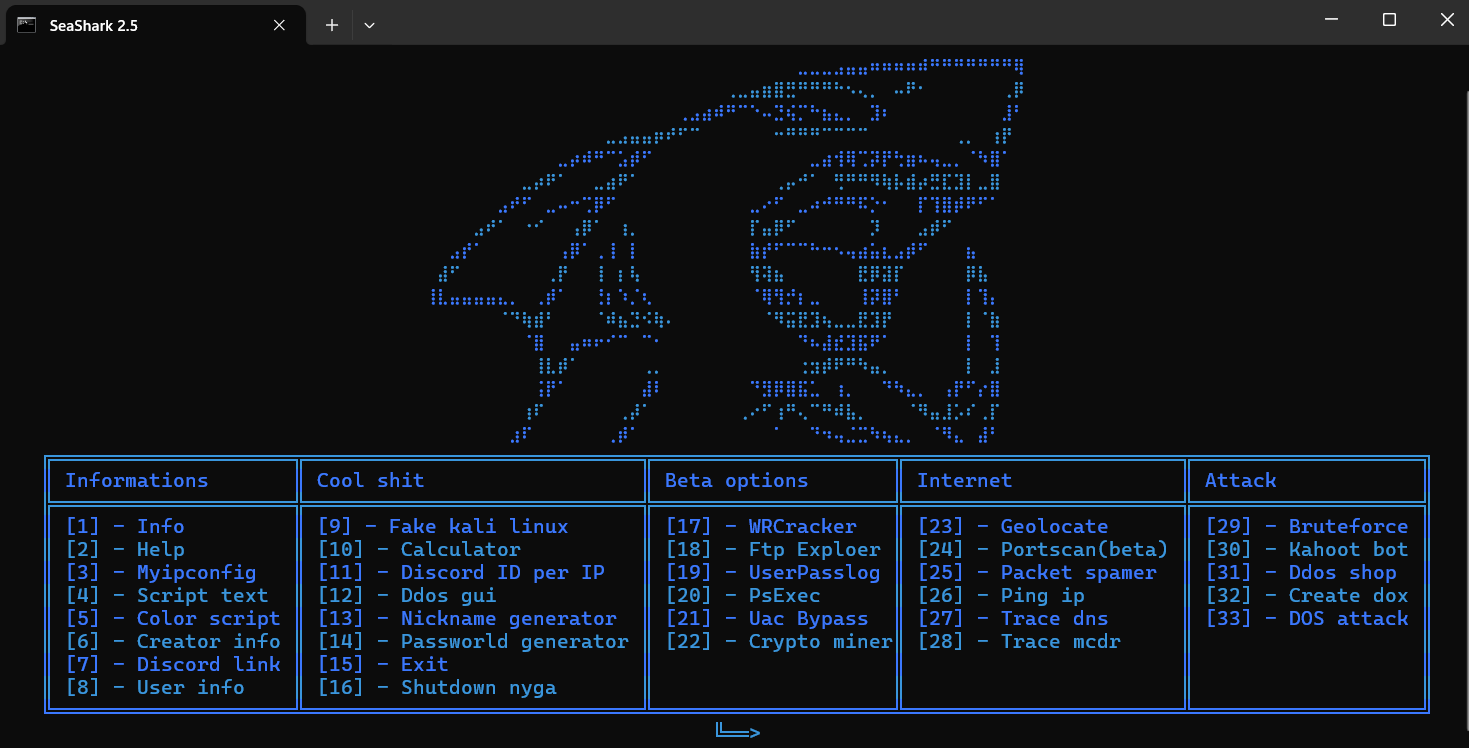 SeaShark 2.5
Informations
[1] - Info
[2] - Help
[3] - Myipconfig
[4] - Script text
[5] - Color script
[6] - Creator info
[7] - Discord link
[8] - User info
Cool shit
[9] - Fake kali linux
[10] - Calculator
[11] - Discord ID per IP
[12] - Ddos gui
[13] - Nickname generator
[14] - Passworld generator
[15] - Exit
[16] - Shutdown nyga
Beta options
[17] - WRCracker
[18] - Ftp Exploer
[19] - UserPasslog
[20] - PsExec
[21] - Uac Bypass
[22] - Crypto miner
Internet
[23] - Geolocate
[24] - Portscan(beta)
[25] - Packet spamer
[26] - Ping ip
[27] - Trace dns
[28] - Trace mcdr
Attack
[29] - Bruteforce
[30] - Kahoot bot
[31] - Ddos shop
[32] - Create dox
[33] - DOS attack
╚══>